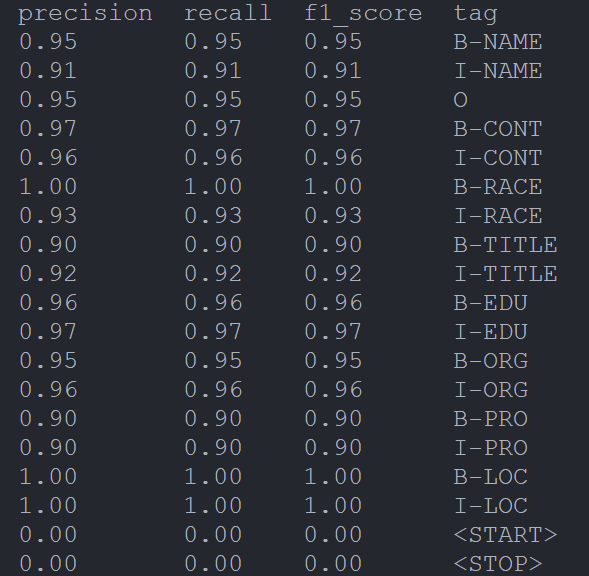 precision recall f1_score tag
0.95 0.95 0.95 B-NAME
0.91 0.91 0.91 I-NAME
0.95 0.95 0.95 O
0.97 0.97 0.97 B-CONT
0.96 0.96 0.96 I-CONT
1.00 1.00 1.00 B-RACE
0.93 0.93 0.93 I-RACE
0.90 0.90 0.90 B-TITLE
0.92 0.92 0.92 I-TITLE
0.96 0.96 0.96 B-EDU
0.97 0.97 0.97 I-EDU
0.95 0.95 0.95 B-ORG
0.96 0.96 0.96 I-ORG
0.90 0.90 0.90 B-PRO
0.90 0.90 0.90 I-PRO
1.00 1.00 1.00 B-LOC
1.00 1.00 1.00 I-LOC
0.00 0.00 0.00 <START>
0.00 0.00 0.00 <STOP>